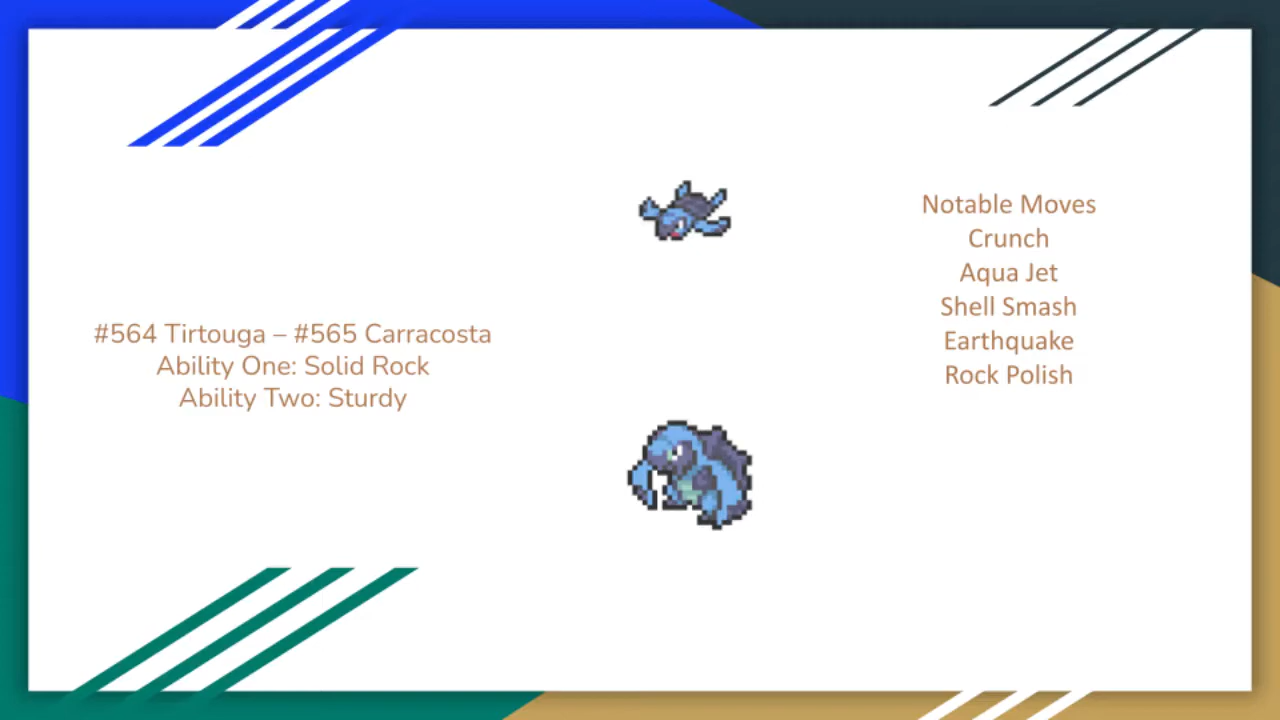 #564 Tirtouga – #565 Carracosta
Ability One: Solid Rock
Ability Two: Sturdy
Notable Moves
Crunch
Aqua Jet
Shell Smash
Earthquake
Rock Polish